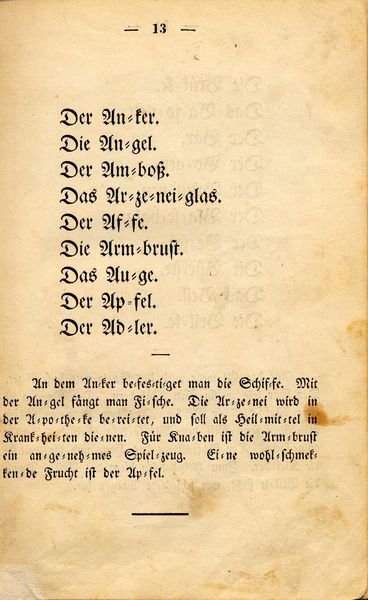 — 13 —
Der An⸗ker.
Die An⸗gel.
Der Am⸗boß.
Das Ar⸗ze⸗nei⸗glas.
Der Af⸗fe.
Die Arm⸗brust.
Das Au⸗ge.
Der Ap⸗fel.
Der Ad⸗ler.
An dem An⸗ker be⸗fes⸗ti⸗get man die Schif⸗fe. Mit
der An⸗gel fängt man Fi⸗sche. Die Ar⸗ze⸗nei wird in
der A⸗po⸗the⸗ke be⸗rei⸗tet, und soll als Heil⸗mit⸗tel in
Krank⸗hei⸗ten die⸗nen. Für Kna⸗ben ist die Arm⸗brust
ein an⸗ge⸗neh⸗mes Spiel⸗zeug. Ei⸗ne wohl⸗schmek⸗
ken⸗de Frucht ist der Ap⸗fel.